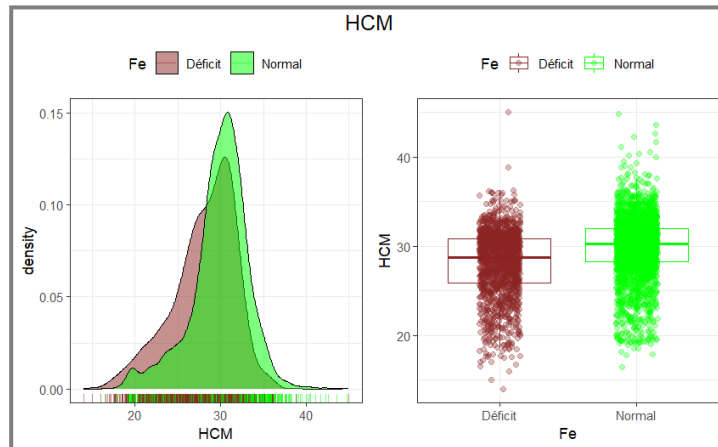 HCM
Fe Déficit Normal
0.15
0.10
0.05
0.00
density
20 30 40
HCM
Fe Déficit Normal
40
30
20
HCM
Déficit Normal
Fe